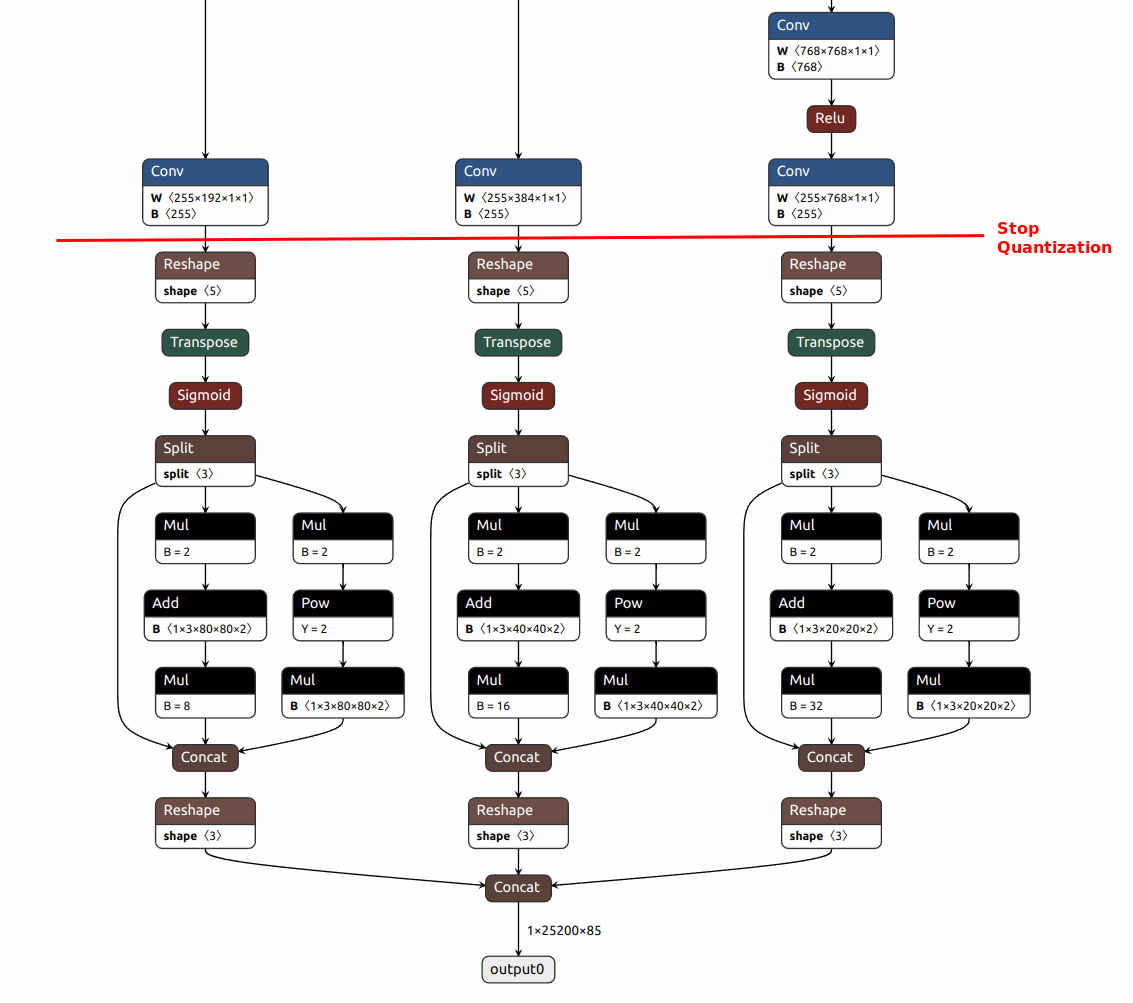 Conv
W〈768×768×1×1〉
B〈768〉
Relu
Conv
W〈255×192×1×1〉
B〈255〉
Conv
W〈255×384×1×1〉
B〈255〉
Conv
W〈255×768×1×1〉
B〈255〉
Stop
Quantization
Reshape
shape〈5〉
Reshape
shape〈5〉
Reshape
shape〈5〉
Transpose
Transpose
Transpose
Sigmoid
Sigmoid
Sigmoid
Split
split〈3〉
Split
split〈3〉
Split
split〈3〉
Mul
B = 2
Mul
B = 2
Mul
B = 2
Mul
B = 2
Mul
B = 2
Mul
B = 2
Add
B〈1×3×80×80×2〉
Pow
Y = 2
Add
B〈1×3×40×40×2〉
Pow
Y = 2
Add
B〈1×3×20×20×2〉
Pow
Y = 2
Mul
B = 8
Mul
B〈1×3×80×80×2〉
Mul
B = 16
Mul
B〈1×3×40×40×2〉
Mul
B = 32
Mul
B〈1×3×20×20×2〉
Concat
Concat
Concat
Reshape
shape〈3〉
Reshape
shape〈3〉
Reshape
shape〈3〉
Concat
1×25200×85
output0